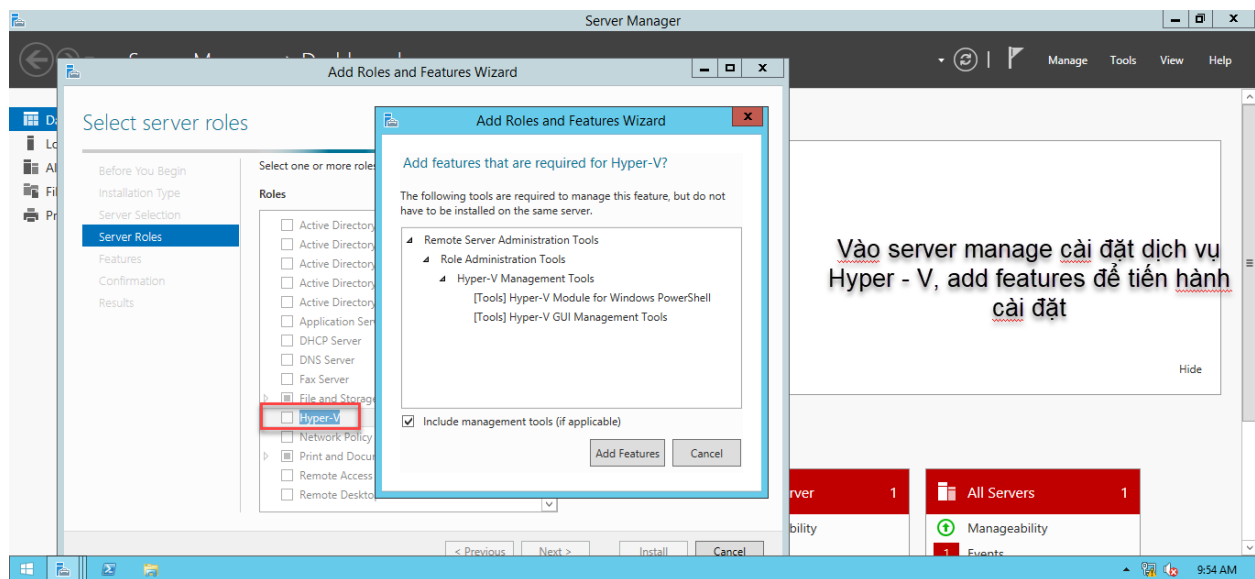 Server Manager
Manage Tools View Help
Add Roles and Features Wizard
Select server roles
Before You Begin
Installation Type
Server Selection
Server Roles
Features
Confirmation
Results
Select one or more roles
Roles
Active Directory
Active Directory
Active Directory
Active Directory
Active Directory
Application Ser
DHCP Server
DNS Server
Fax Server
File and Storage
Hyper-V
Network Policy
Print and Docu
Remote Access
Remote Deskto
< Previous Next > Install Cancel
Add Roles and Features Wizard
Add features that are required for Hyper-V?
The following tools are required to manage this feature, but do not
have to be installed on the same server.
Remote Server Administration Tools
Role Administration Tools
Hyper-V Management Tools
[Tools] Hyper-V Module for Windows PowerShell
[Tools] Hyper-V GUI Management Tools
Include management tools (if applicable)
Add Features Cancel
Vào server manage cài đặt dịch vụ
Hyper - V, add features để tiến hành
cài đặt
Hide
rver 1
bility
All Servers 1
Manageability
1 Events
9:54 AM